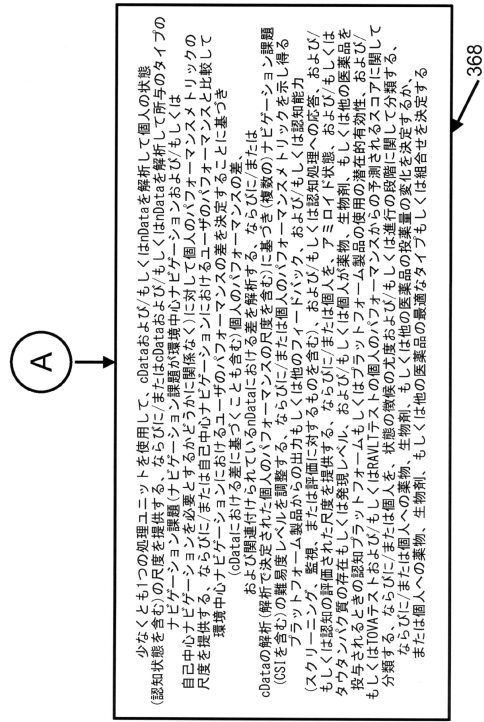 A
少なくとも1つの処理ユニットを使用して、cDataおよび/もしくはnDataを解析して個人の状態
(認知状態を含む)の尺度を提供する、ならびに/またはcDataおよび/もしくはnDataを解析して所与のタイプの
ナビゲーション課題(ナビゲーション課題が環境中心ナビゲーションおよび/もしくは
自己中心ナビゲーションを必要とするかどうかに関係なく)に対して個人のパフォーマンスメトリックの
尺度を提供する、ならびに/または自己中心ナビゲーションにおけるユーザのパフォーマンスと比較して
環境中心ナビゲーションにおけるユーザのパフォーマンスの差を決定することに基づき
(cDataにおける差に基づくことも含む)個人のパフォーマンスの差
および関連付けられているnDataにおける差を解析する、ならびに/または
cDataの解析(解析で決定された個人のパフォーマンスの尺度を含む)に基づき(複数の)ナビゲーション課題
(CSIを含む)の難易度レベルを調整する、ならびに/または個人のパフォーマンスメトリックを示し得る
プラットフォーム製品からの出力もしくは他のフィードバック、および/もしくは認知能力
(スクリーニング、監視、または評価に対するものを含む)、および/もしくは認知処理への応答、および/
もしくは認知の評価された尺度を提供する、ならびに/または個人を、アミロイド状態、および/もしくは
タウタンパク質の存在もしくは発現レベル、および/もしくは個人が薬物、生物剤、もしくは他の医薬品を
投与されるときの認知プラットフォームもしくはプラットフォーム製品の使用の潜在的有効性、および/
もしくはTOVAテストおよび/もしくはRAVLTテストの個人のパフォーマンスからの予測されるスコアに関して
分類する、ならびに/または個人を、状態の徴候の尤度および/もしくは進行の段階に関して分類する、
ならびに/または個人への薬物、生物剤、もしくは他の医薬品の投薬量の変化を決定するか、
または個人への薬物、生物剤、もしくは他の医薬品の最適なタイプもしくは組合せを決定する
368